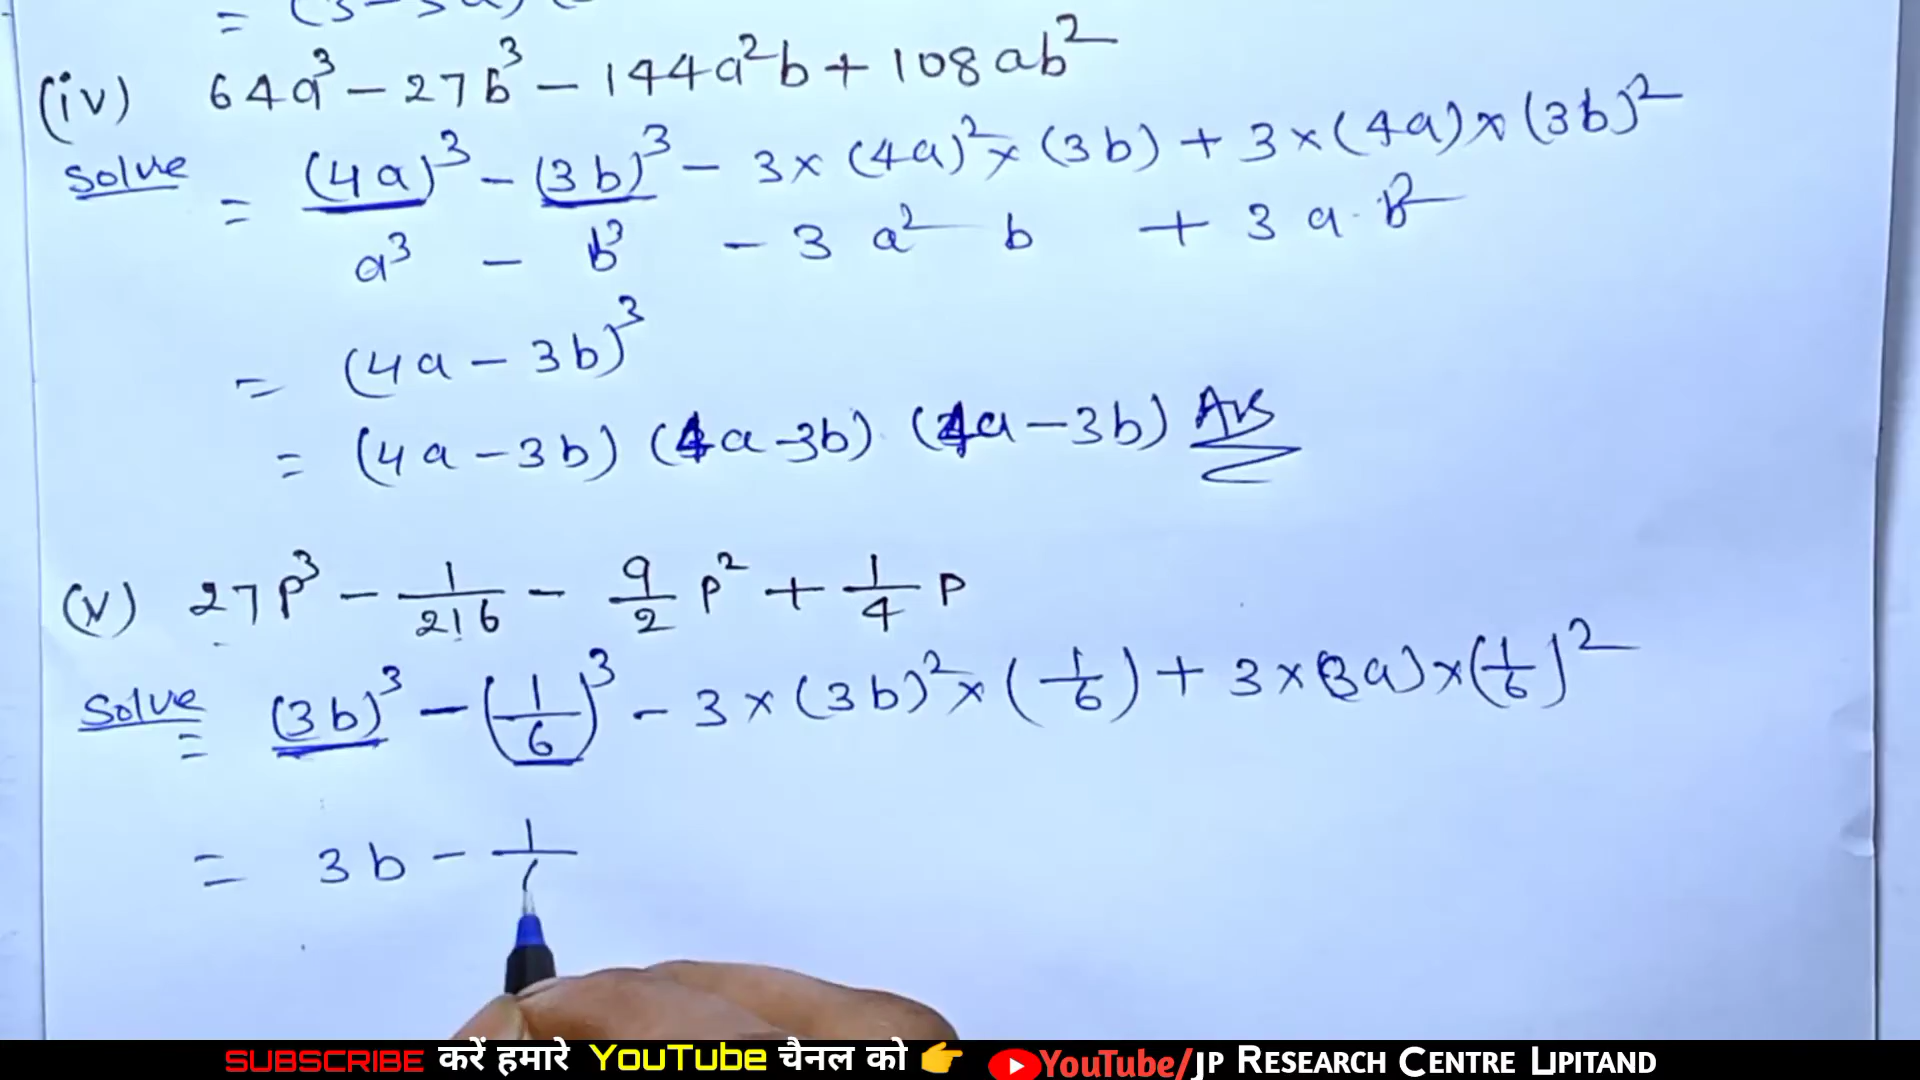 (iv) 64a³ - 27b³ - 144a²b + 108ab²
Solve = (4a)³ - (3b)³ - 3 × (4a)² × (3b) + 3 × (4a) × (3b)²
a³ - b³ - 3 a² b + 3 a . b²
= (4a - 3b)³
= (4a - 3b) (4a - 3b) (4a - 3b) Ans
(v) 27p³ - 1/216 - 9/2 p² + 1/4 p
Solve = (3b)³ - (1/6)³ - 3 × (3b)² × (1/6) + 3 × (3a) × (1/6)²
= 3b - 1/
SUBSCRIBE करें हमारे YouTube चैनल को 👉 YouTube/JP RESEARCH CENTRE LIPITAND